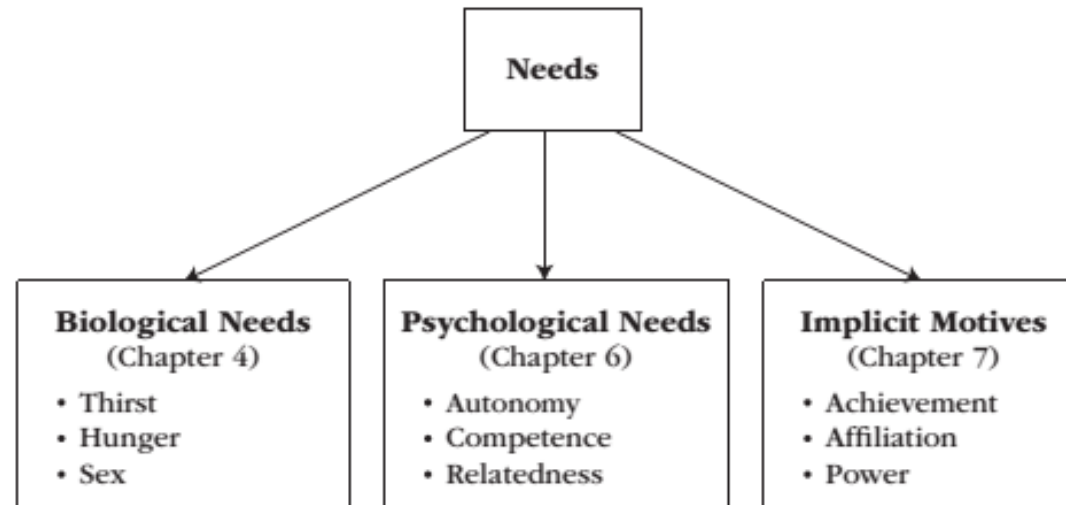 Needs
Biological Needs
(Chapter 4)
• Thirst
• Hunger
• Sex
Psychological Needs
(Chapter 6)
• Autonomy
• Competence
• Relatedness
Implicit Motives
(Chapter 7)
• Achievement
• Affiliation
• Power